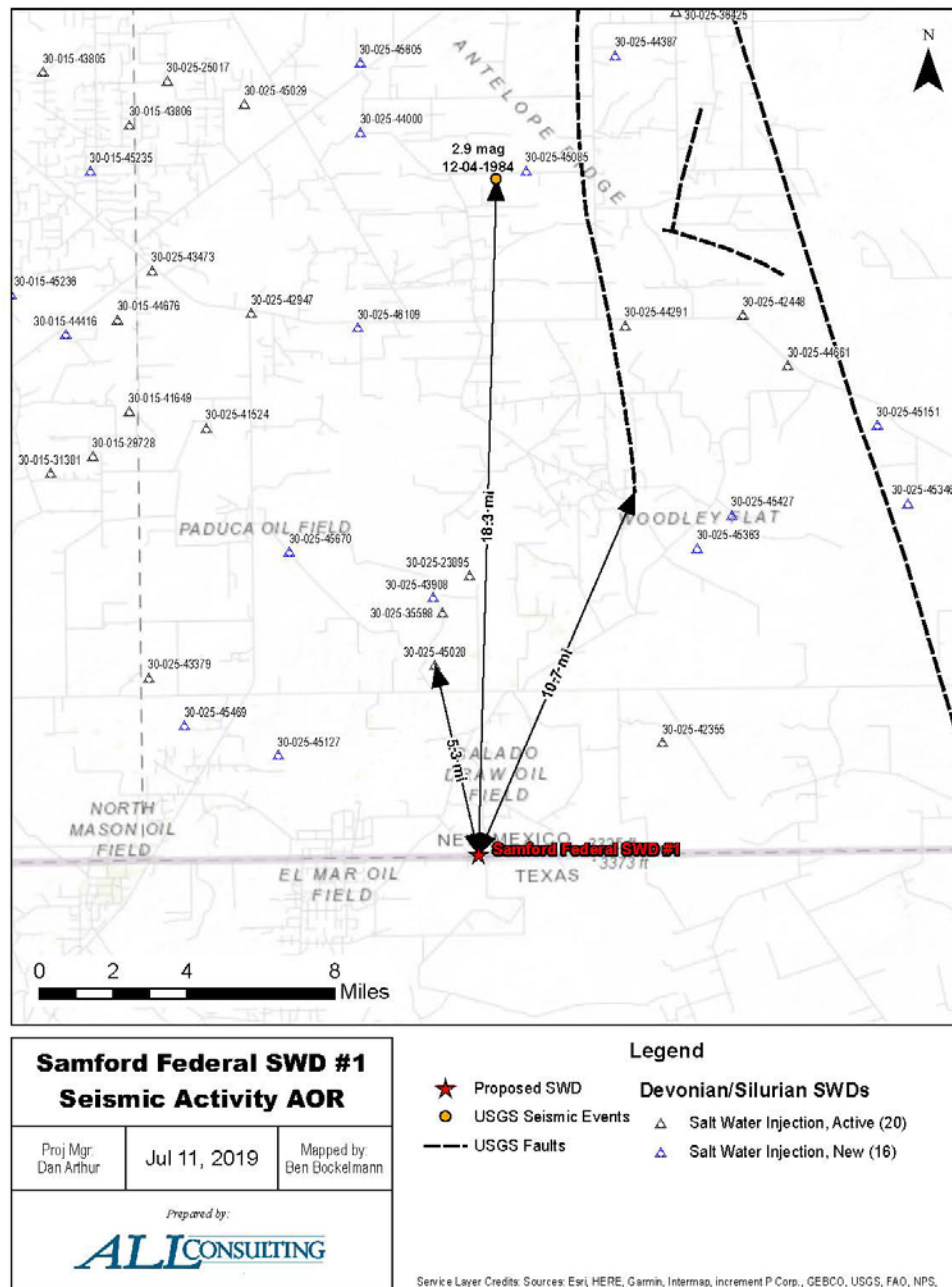 30-025-36425
N
30-015-43805
30-025-25017
30-025-45805
30-025-44387
30-025-45029
30-015-43806
30-025-44000
ANTELOPE RIDGE
30-015-45235
2.9 mag
12-04-1984
30-025-45085
30-025-43473
30-015-45236
30-015-44676
30-025-42947
30-015-44416
30-025-46109
30-025-44291
30-025-42448
30-025-44661
30-015-41649
30-025-41524
30-025-45151
30-015-29728
30-015-31381
30-025-45346
PADUCA OIL FIELD
18.3 mi
30-025-45427
WOODLEY FLAT
30-025-45670
30-025-45363
30-025-23895
30-025-43908
30-025-35598
30-025-45028
30-025-43379
10.7 mi
30-025-45469
30-025-45127
5.3 mi
30-025-42355
SALADO
DRAW OIL
FIELD
NORTH
MASON OIL
FIELD
NEW MEXICO
Samford Federal SWD #1
3373 ft
EL MAR OIL
FIELD
TEXAS
0 2 4 8
Miles
Samford Federal SWD #1
Seismic Activity AOR
Proj Mgr:
Dan Arthur
Jul 11, 2019
Mapped by:
Ben Bockelmann
Prepared by:
ALL CONSULTING
Legend
Proposed SWD
USGS Seismic Events
USGS Faults
Devonian/Silurian SWDs
Salt Water Injection, Active (20)
Salt Water Injection, New (16)
Service Layer Credits: Sources: Esri, HERE, Garmin, Intermap, increment P Corp., GEBCO, USGS, FAO, NPS,